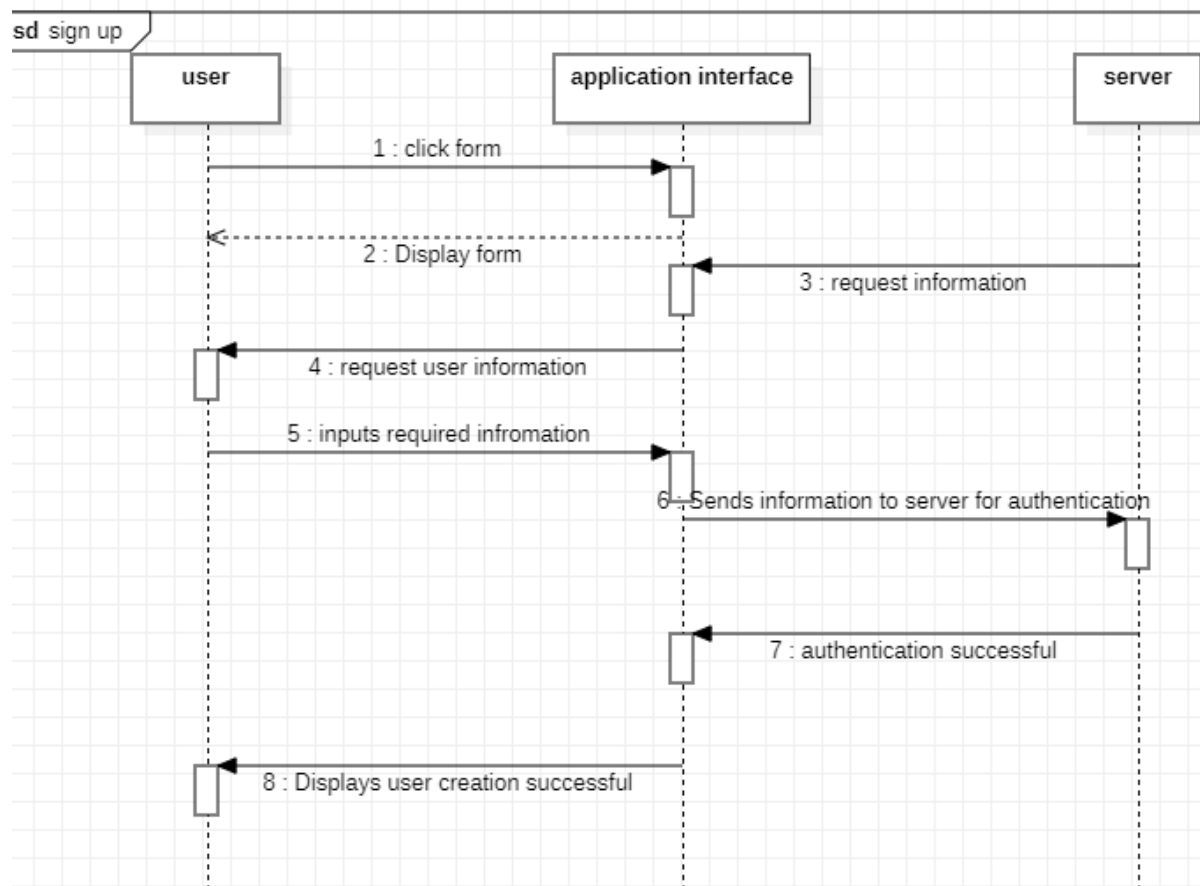 sd sign up
user
application interface
server
1 : click form
2 : Display form
3 : request information
4 : request user information
5 : inputs required infromation
6 : Sends information to server for authentication
7 : authentication successful
8 : Displays user creation successful